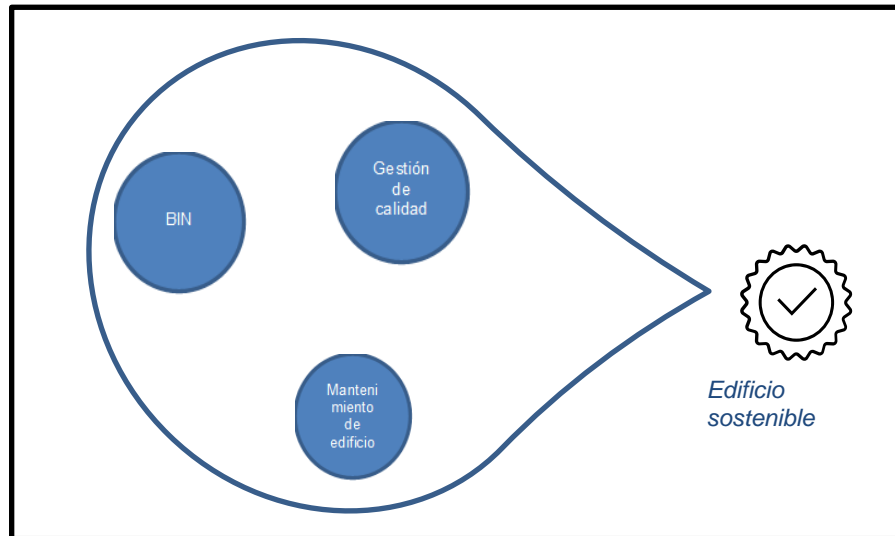 BIN
Gestión
de
calidad
Manteni
miento
de
edificio
Edificio
sostenible